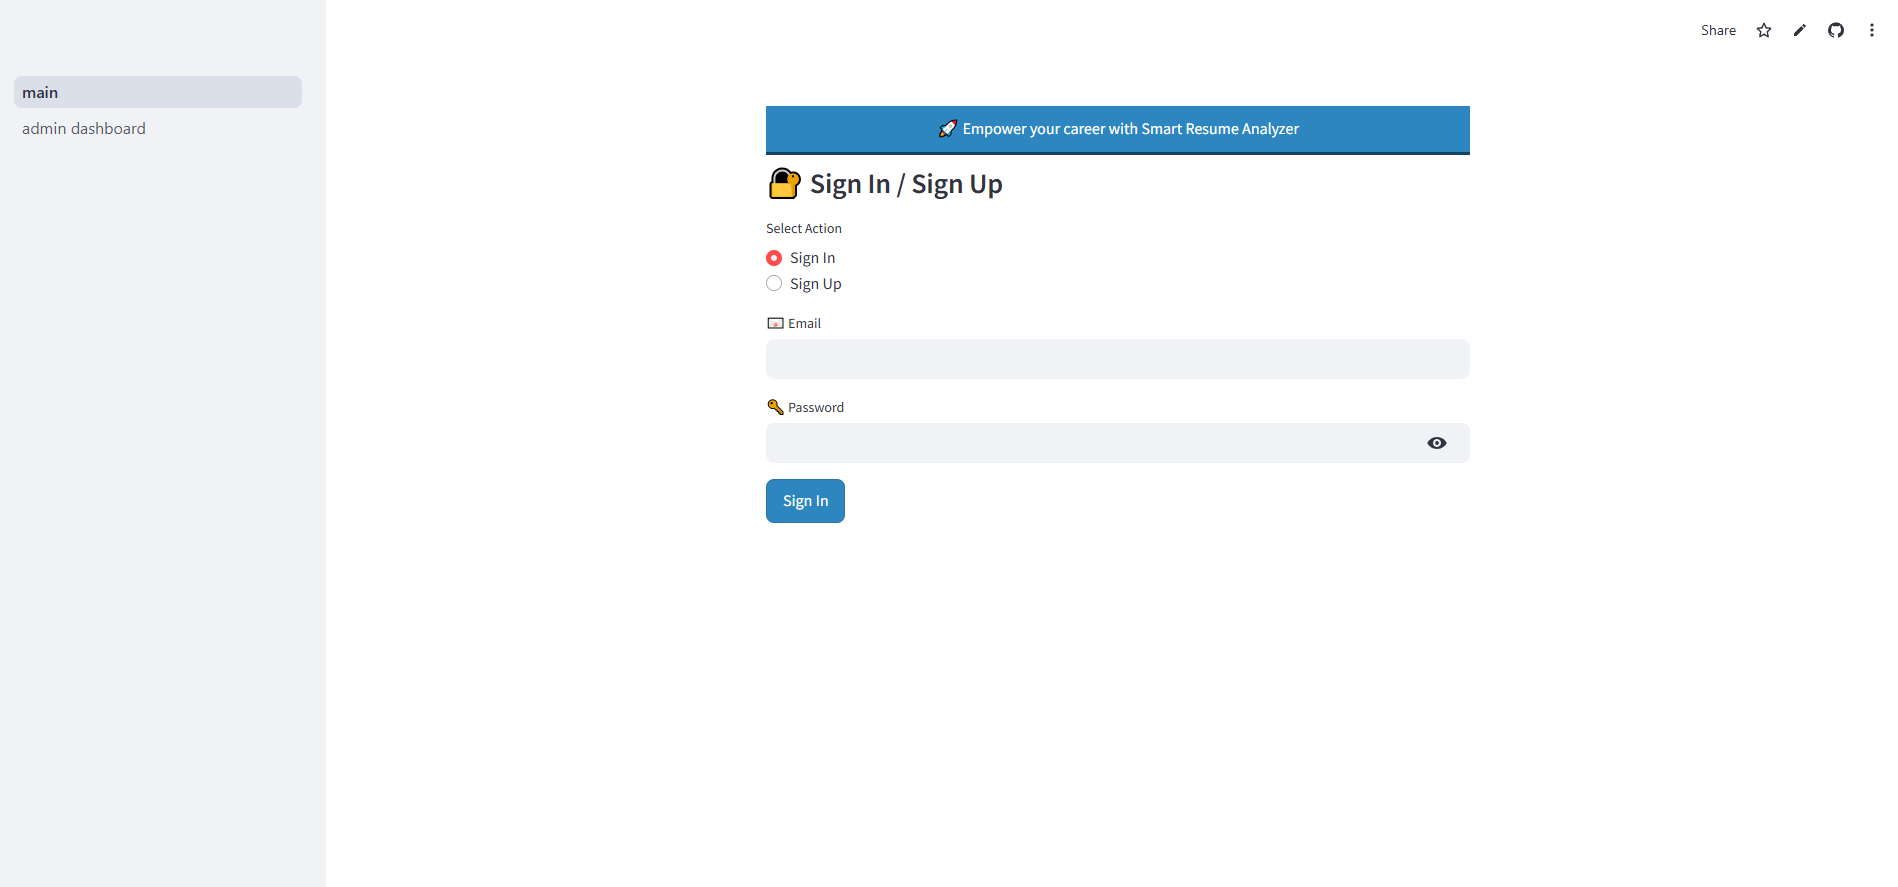 Share
main
admin dashboard
🚀 Empower your career with Smart Resume Analyzer
🔐 Sign In / Sign Up
Select Action
Sign In
Sign Up
📧 Email
🔑 Password
Sign In